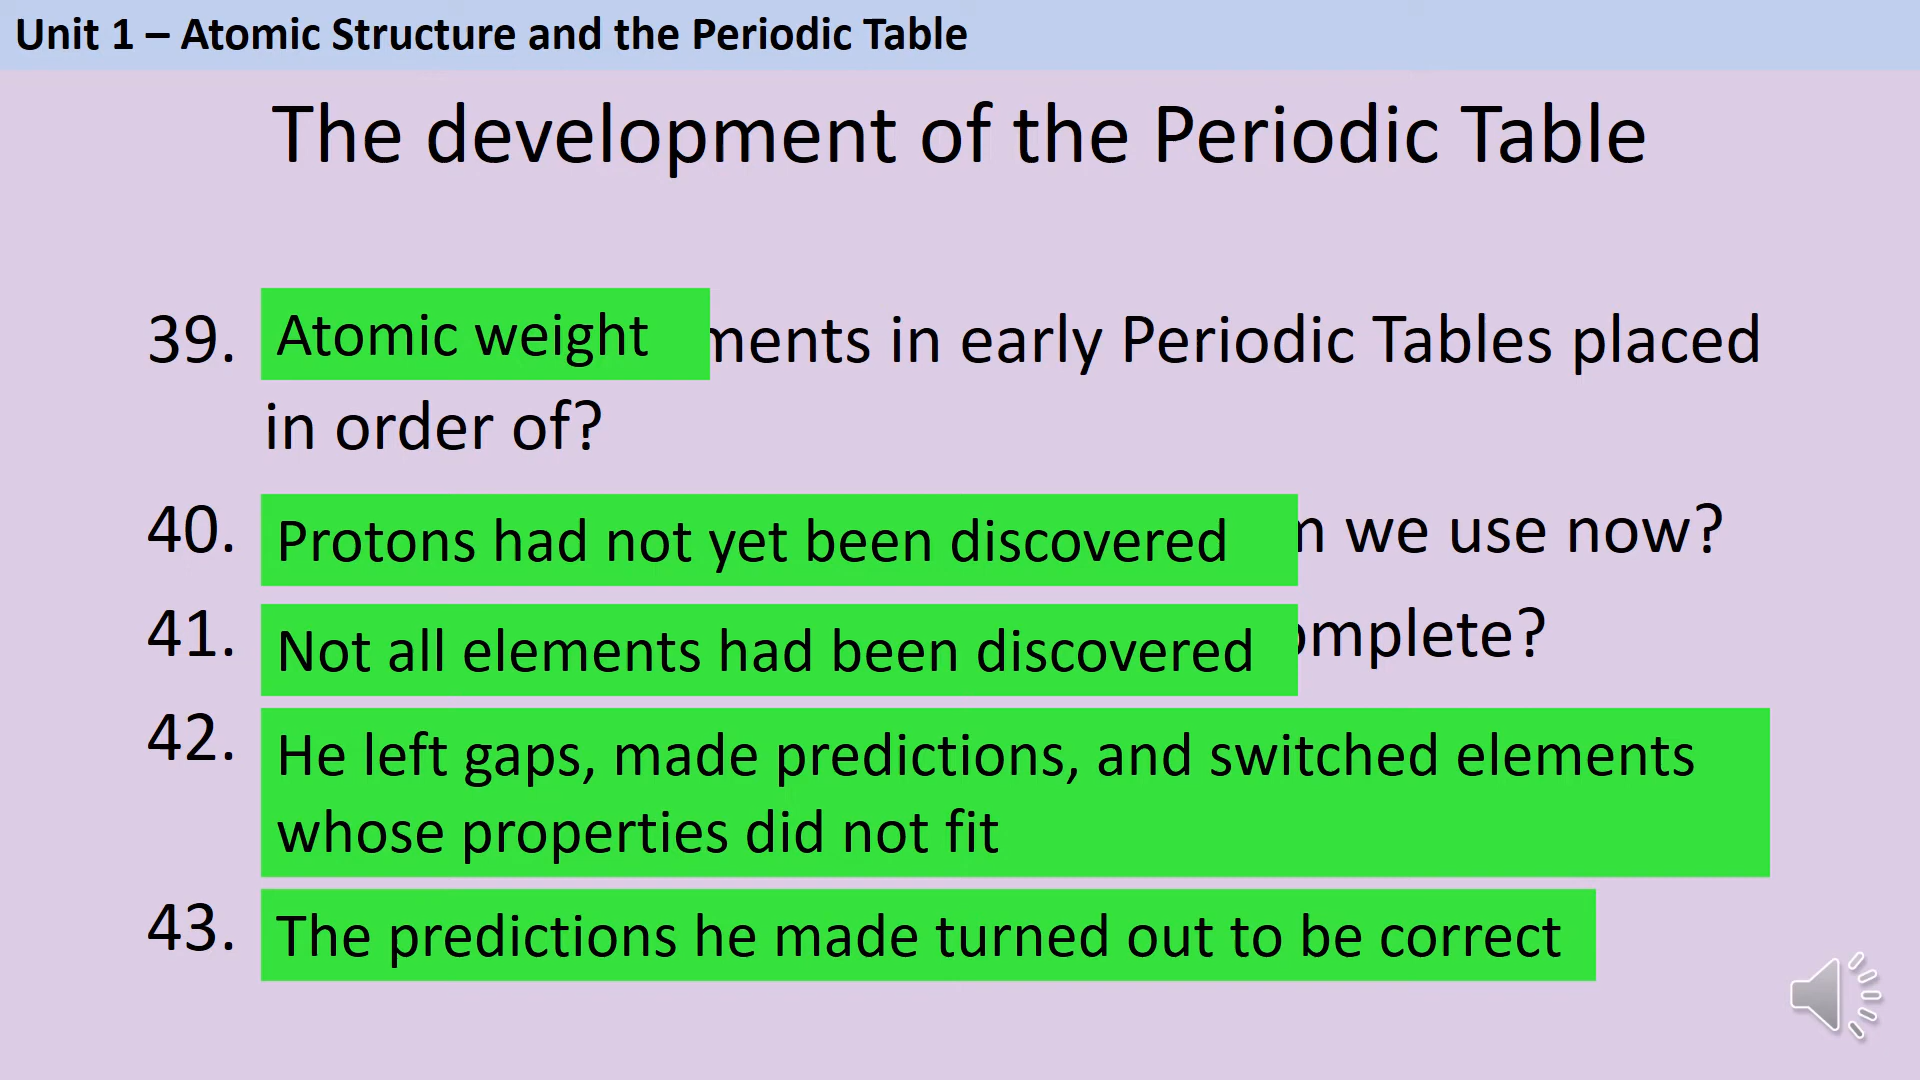 Unit 1 – Atomic Structure and the Periodic Table
The development of the Periodic Table
39. Atomic weight in early Periodic Tables placed
in order of?
40. Protons had not yet been discovered we use now?
41. Not all elements had been discovered
42. He left gaps, made predictions, and switched elements
whose properties did not fit
43. The predictions he made turned out to be correct